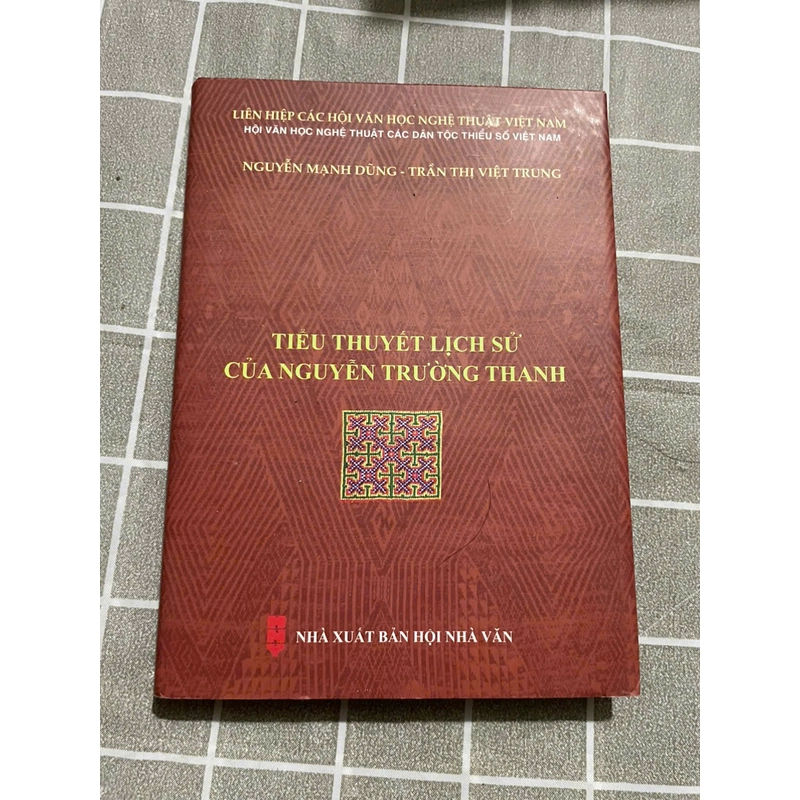 LIÊN HIỆP CÁC HỘI VĂN HỌC NGHỆ THUẬT VIỆT NAM
HỘI VĂN HỌC NGHỆ THUẬT CÁC DÂN TỘC THIỂU SỐ VIỆT NAM
NGUYỄN MẠNH DŨNG - TRẦN THỊ VIỆT TRUNG
TIỂU THUYẾT LỊCH SỬ
CỦA NGUYỄN TRƯỜNG THANH
NHÀ XUẤT BẢN HỘI NHÀ VĂN